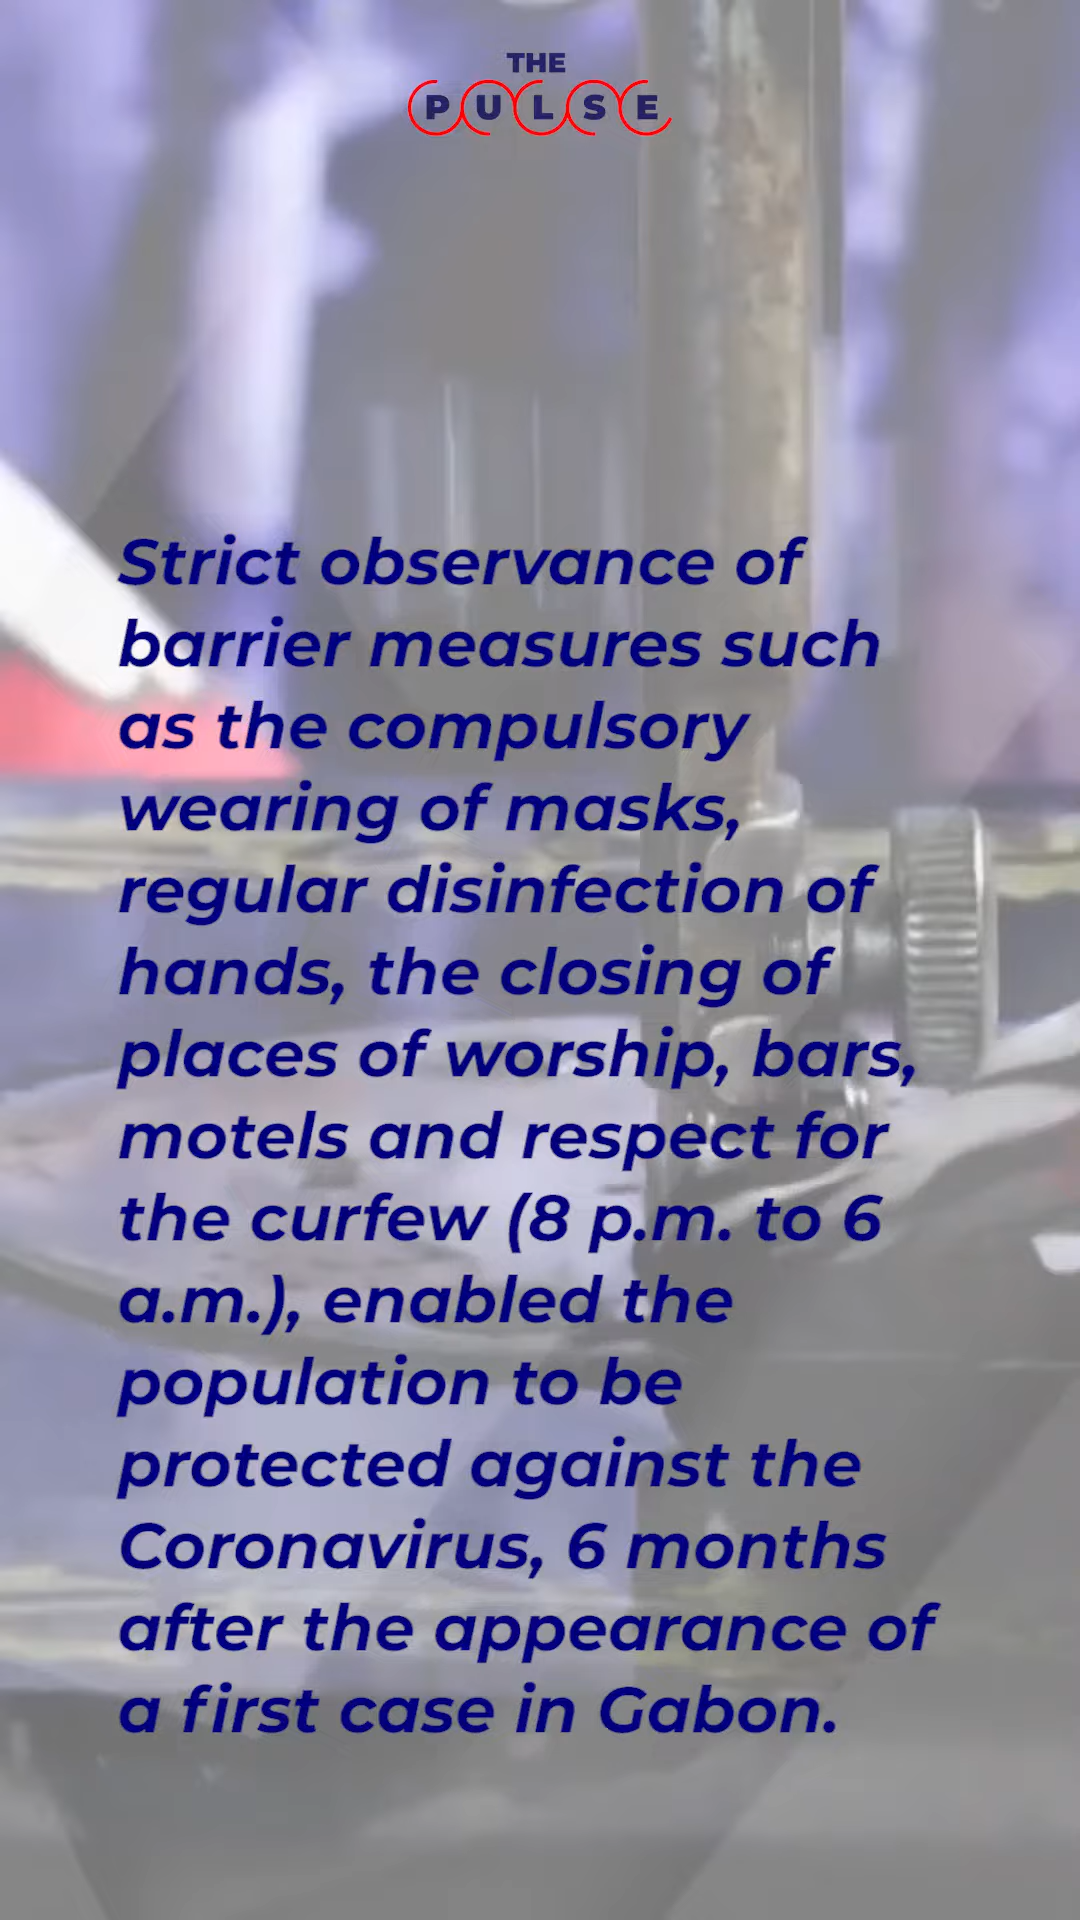 THE
PULSE
Strict observance of
barrier measures such
as the compulsory
wearing of masks,
regular disinfection of
hands, the closing of
places of worship, bars,
motels and respect for
the curfew (8 p.m. to 6
a.m.), enabled the
population to be
protected against the
Coronavirus, 6 months
after the appearance of
a first case in Gabon.